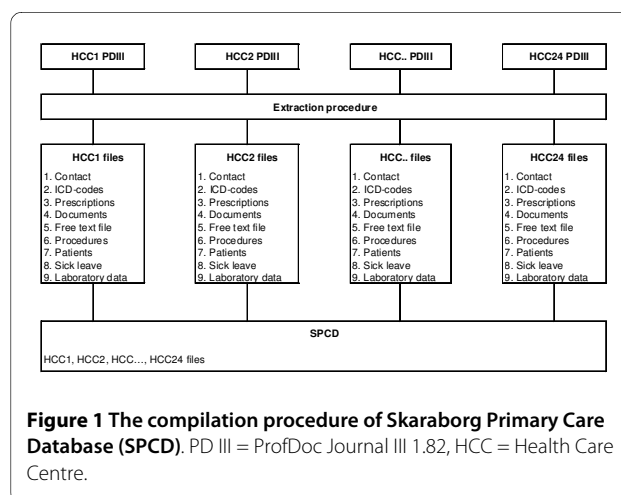 HCC1 PDIII
HCC2 PDIII
HCC.. PDIII
HCC24 PDIII
Extraction procedure
HCC1 files
1. Contact
2. ICD-codes
3. Prescriptions
4. Documents
5. Free text file
6. Procedures
7. Patients
8. Sick leave
9. Laboratory data
HCC2 files
1. Contact
2. ICD-codes
3. Prescriptions
4. Documents
5. Free text file
6. Procedures
7. Patients
8. Sick leave
9. Laboratory data
HCC.. files
1. Contact
2. ICD-codes
3. Prescriptions
4. Documents
5. Free text file
6. Procedures
7. Patients
8. Sick leave
9. Laboratory data
HCC24 files
1. Contact
2. ICD-codes
3. Prescriptions
4. Documents
5. Free text file
6. Procedures
7. Patients
8. Sick leave
9. Laboratory data
SPCD
HCC1, HCC2, HCC..., HCC24 files
Figure 1 The compilation procedure of Skaraborg Primary Care
Database (SPCD). PD III = ProfDoc Journal III 1.82, HCC = Health Care
Centre.